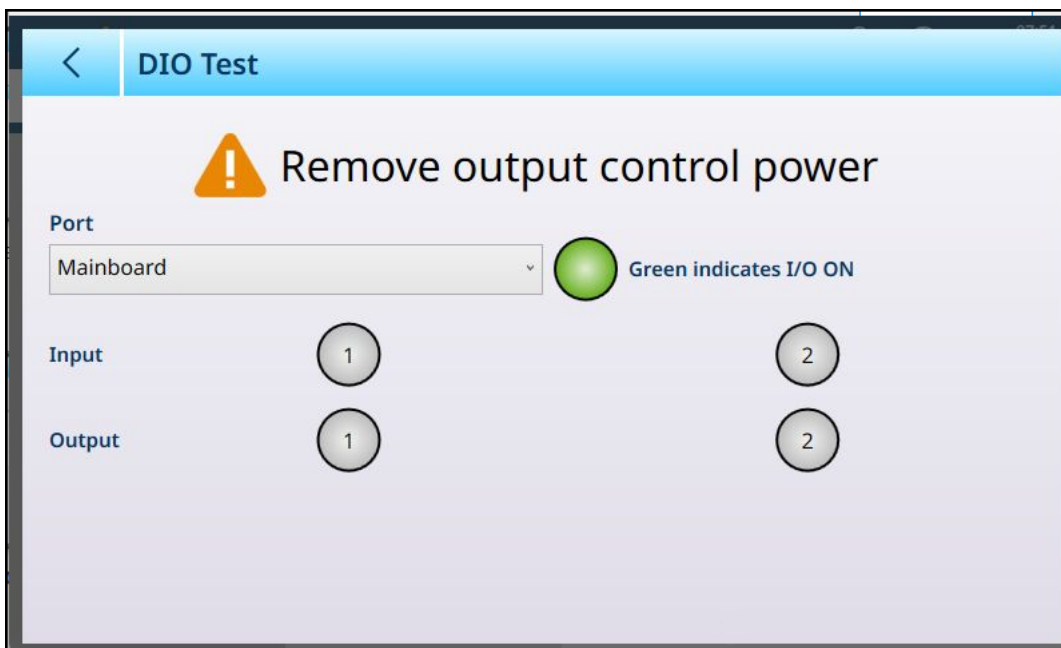 DIO Test
Remove output control power
Port
Mainboard
Green indicates I/O ON
Input 1 2
Output 1 2